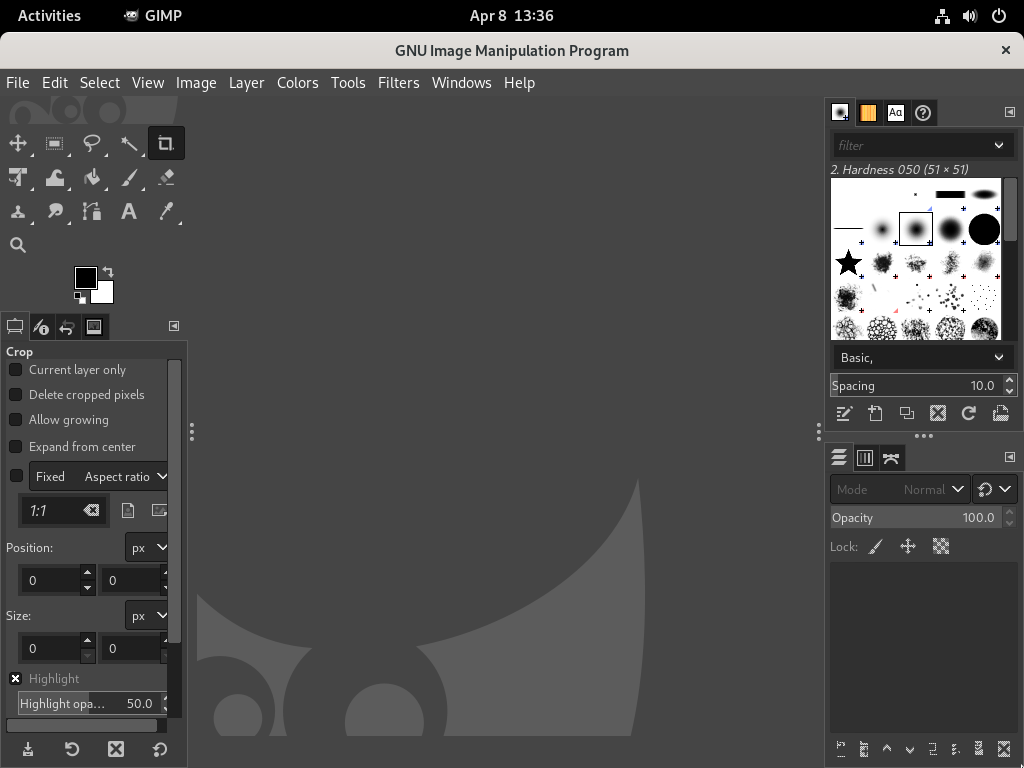 Activities
GIMP
Apr 8 13:36
GNU Image Manipulation Program
File Edit Select View Image Layer Colors Tools Filters Windows Help
filter
2. Hardness 050 (51 × 51)
Basic,
Spacing 10.0
Crop
Current layer only
Delete cropped pixels
Allow growing
Expand from center
Fixed Aspect ratio
1:1
Position: px
0 0
Size: px
0 0
Highlight
Highlight opa... 50.0
Mode Normal
Opacity 100.0
Lock: